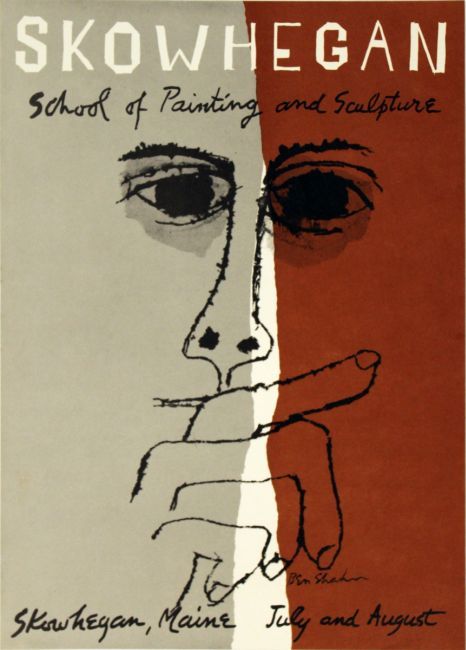 SKOWHEGAN
School of Painting and Sculpture
Ben Shahn
Skowhegan, Maine July and August